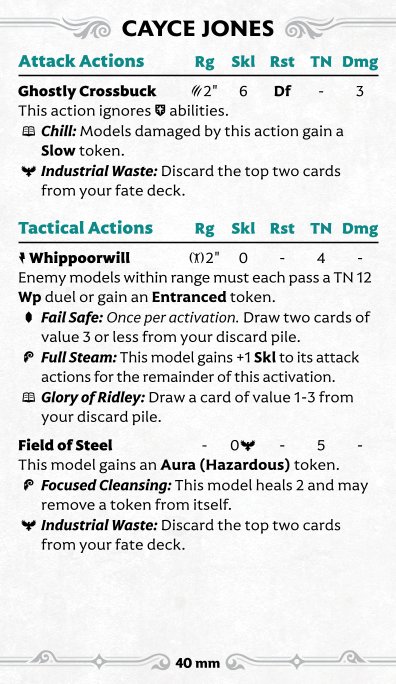 CAYCE JONES
Attack Actions Rg Skl Rst TN Dmg
Ghostly Crossbuck 2" 6 Df - 3
This action ignores abilities.
Chill: Models damaged by this action gain a
Slow token.
Industrial Waste: Discard the top two cards
from your fate deck.
Tactical Actions Rg Skl Rst TN Dmg
Whippoorwill 2" 0 - 4 -
Enemy models within range must each pass a TN 12
Wp duel or gain an Entranced token.
Fail Safe: Once per activation. Draw two cards of
value 3 or less from your discard pile.
Full Steam: This model gains +1 Skl to its attack
actions for the remainder of this activation.
Glory of Ridley: Draw a card of value 1-3 from
your discard pile.
Field of Steel - 0 - 5 -
This model gains an Aura (Hazardous) token.
Focused Cleansing: This model heals 2 and may
remove a token from itself.
Industrial Waste: Discard the top two cards
from your fate deck.
40 mm